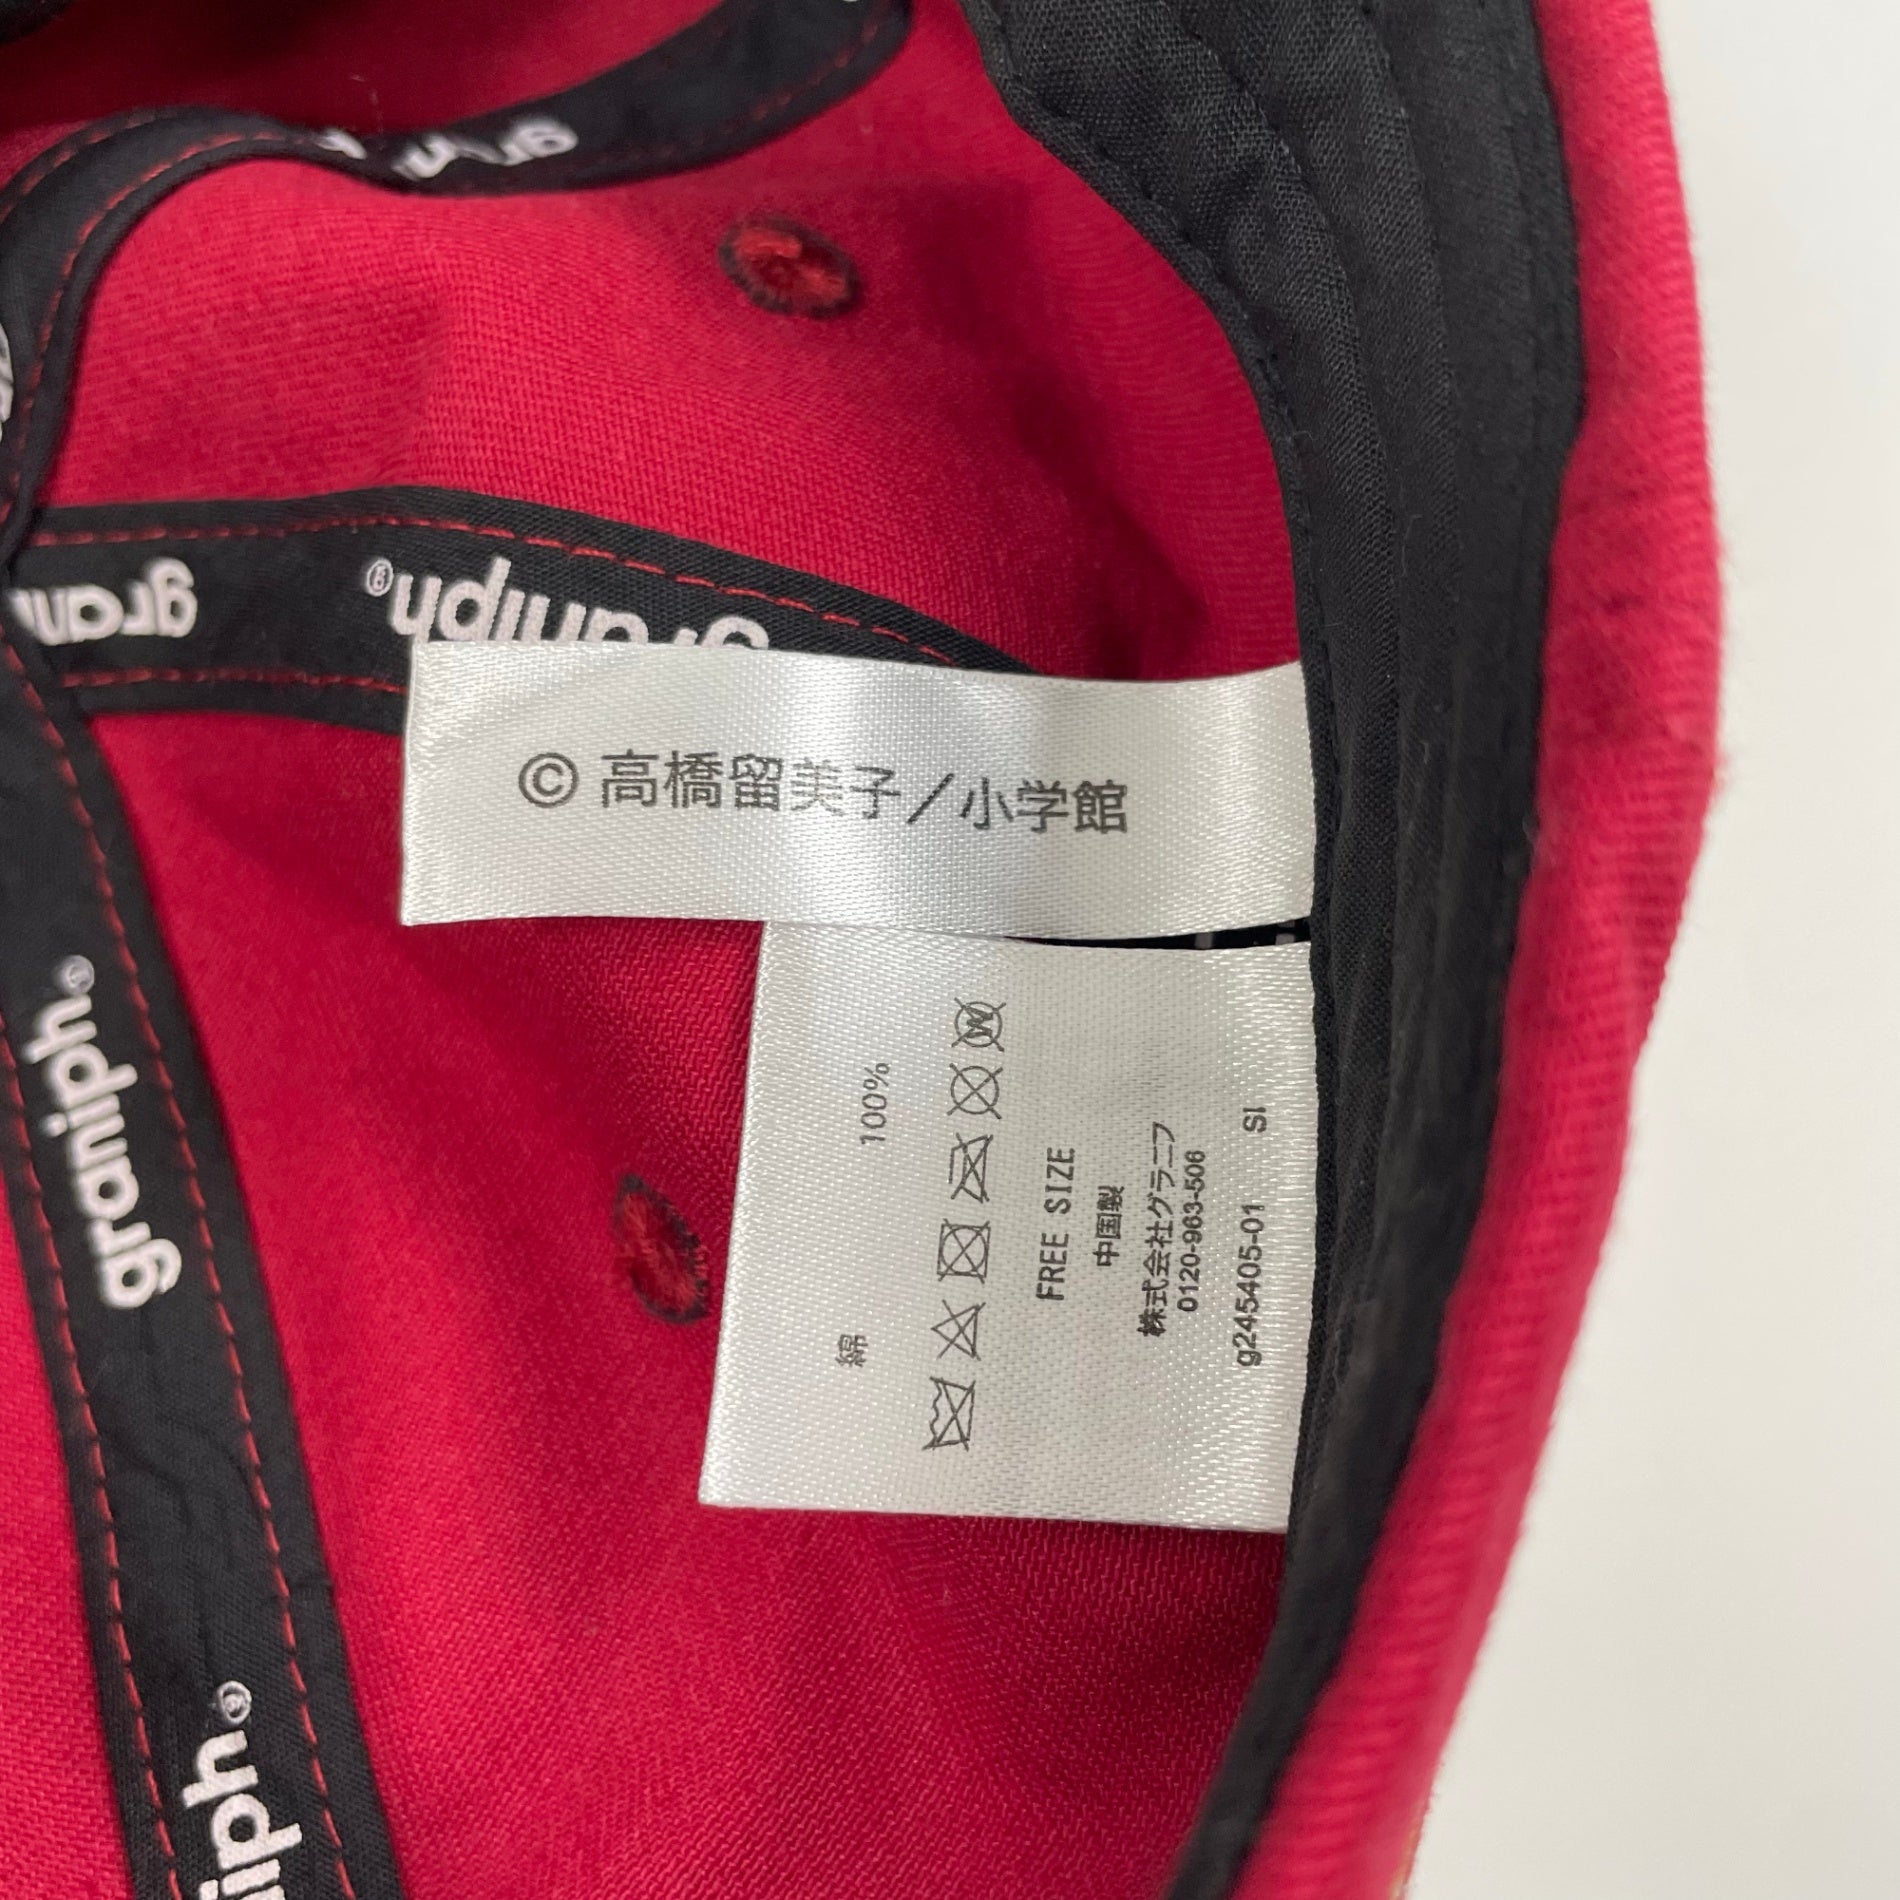 © 高橋留美子／小学館
綿 100%
FREE SIZE
中国製
株式会社グラニフ
0120-963-506
g245405-01 SI
graniph®
graniph®
gran
graniph®